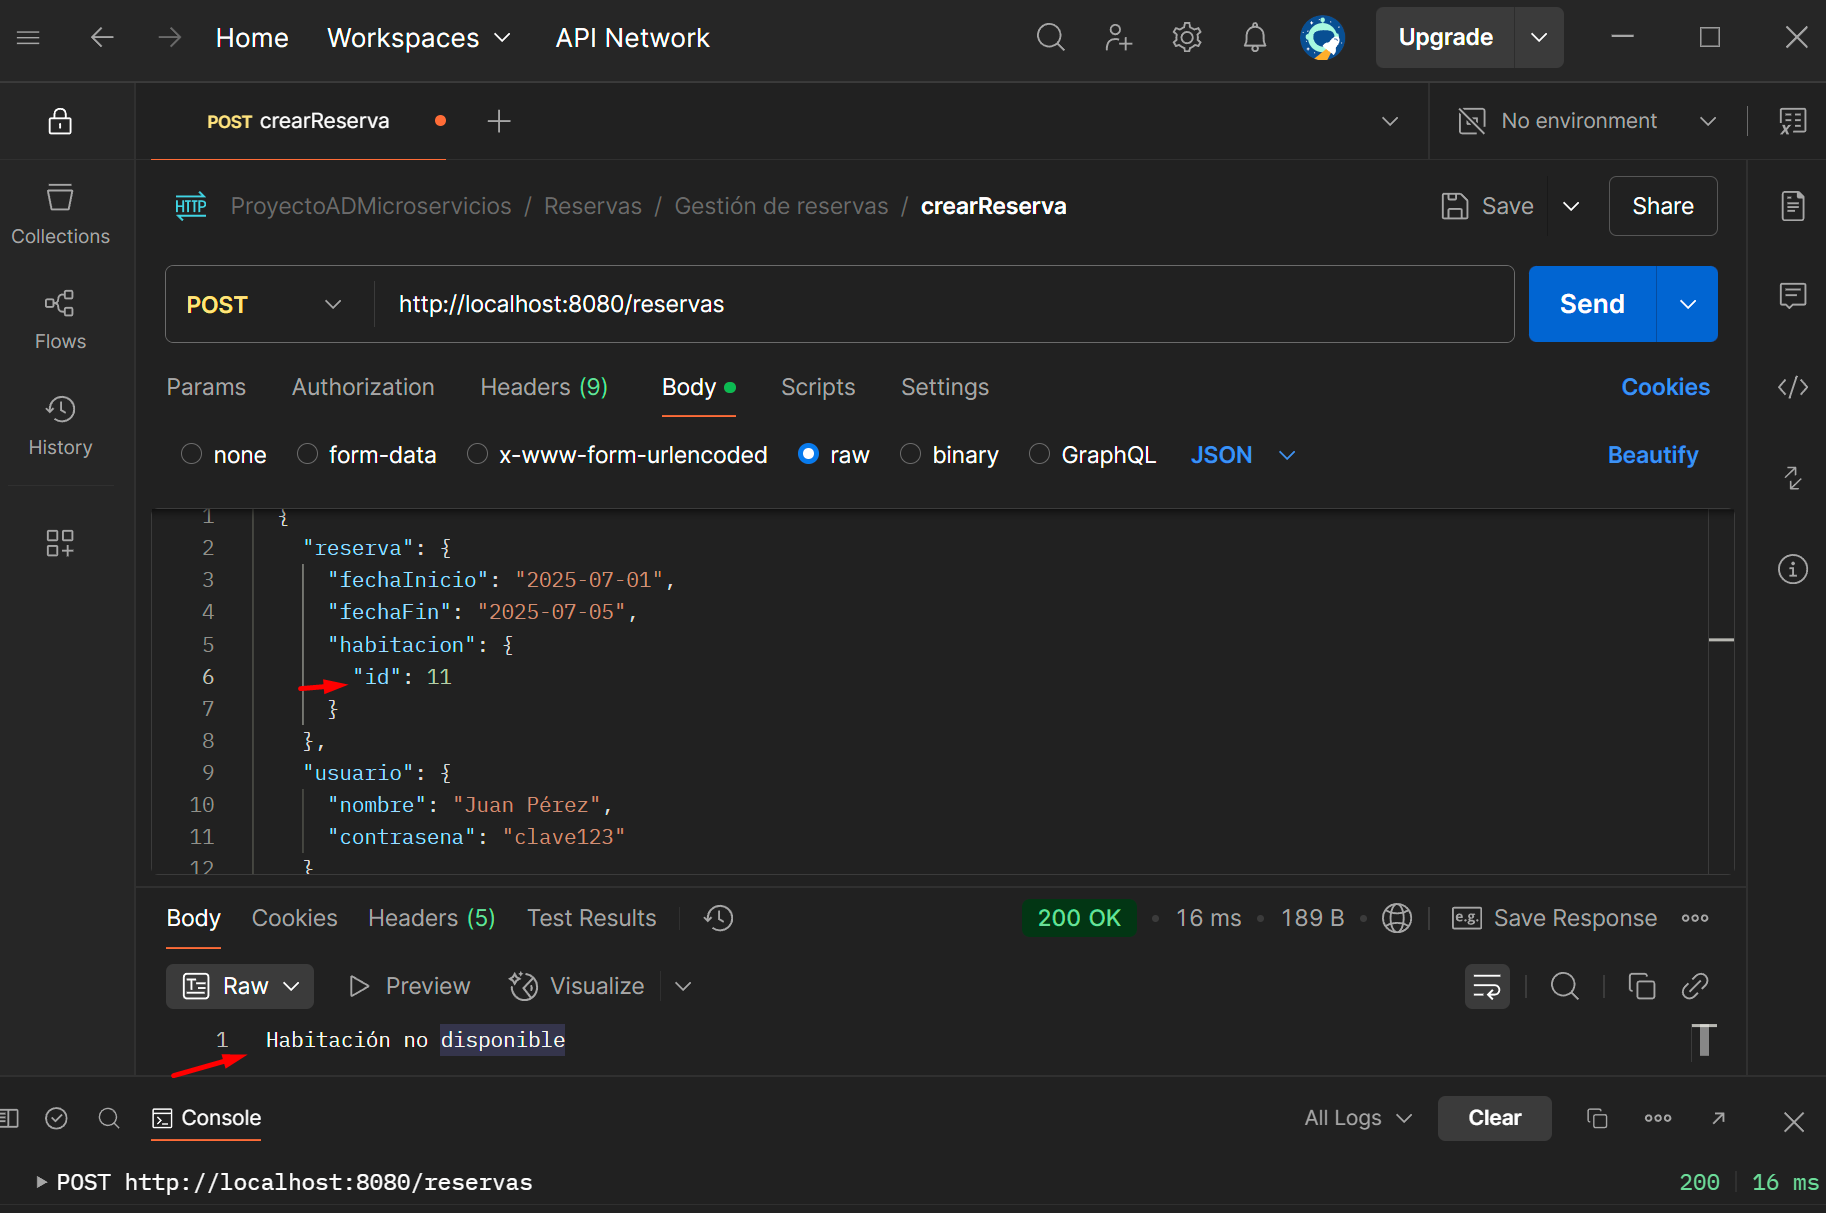 Home Workspaces API Network Upgrade
POST crearReserva No environment
HTTP ProyectoADMicroservicios / Reservas / Gestión de reservas / crearReserva Save Share
Collections
POST http://localhost:8080/reservas Send
Flows
Params Authorization Headers (9) Body Scripts Settings Cookies
History
none form-data x-www-form-urlencoded raw binary GraphQL JSON Beautify
1 {
2 "reserva": {
3 "fechaInicio": "2025-07-01",
4 "fechaFin": "2025-07-05",
5 "habitacion": {
6 "id": 11
7 }
8 },
9 "usuario": {
10 "nombre": "Juan Pérez",
11 "contrasena": "clave123"
12 }
Body Cookies Headers (5) Test Results 200 OK • 16 ms • 189 B • e.g. Save Response
Raw Preview Visualize
1 Habitación no disponible
Console All Logs Clear
POST http://localhost:8080/reservas 200 16 ms